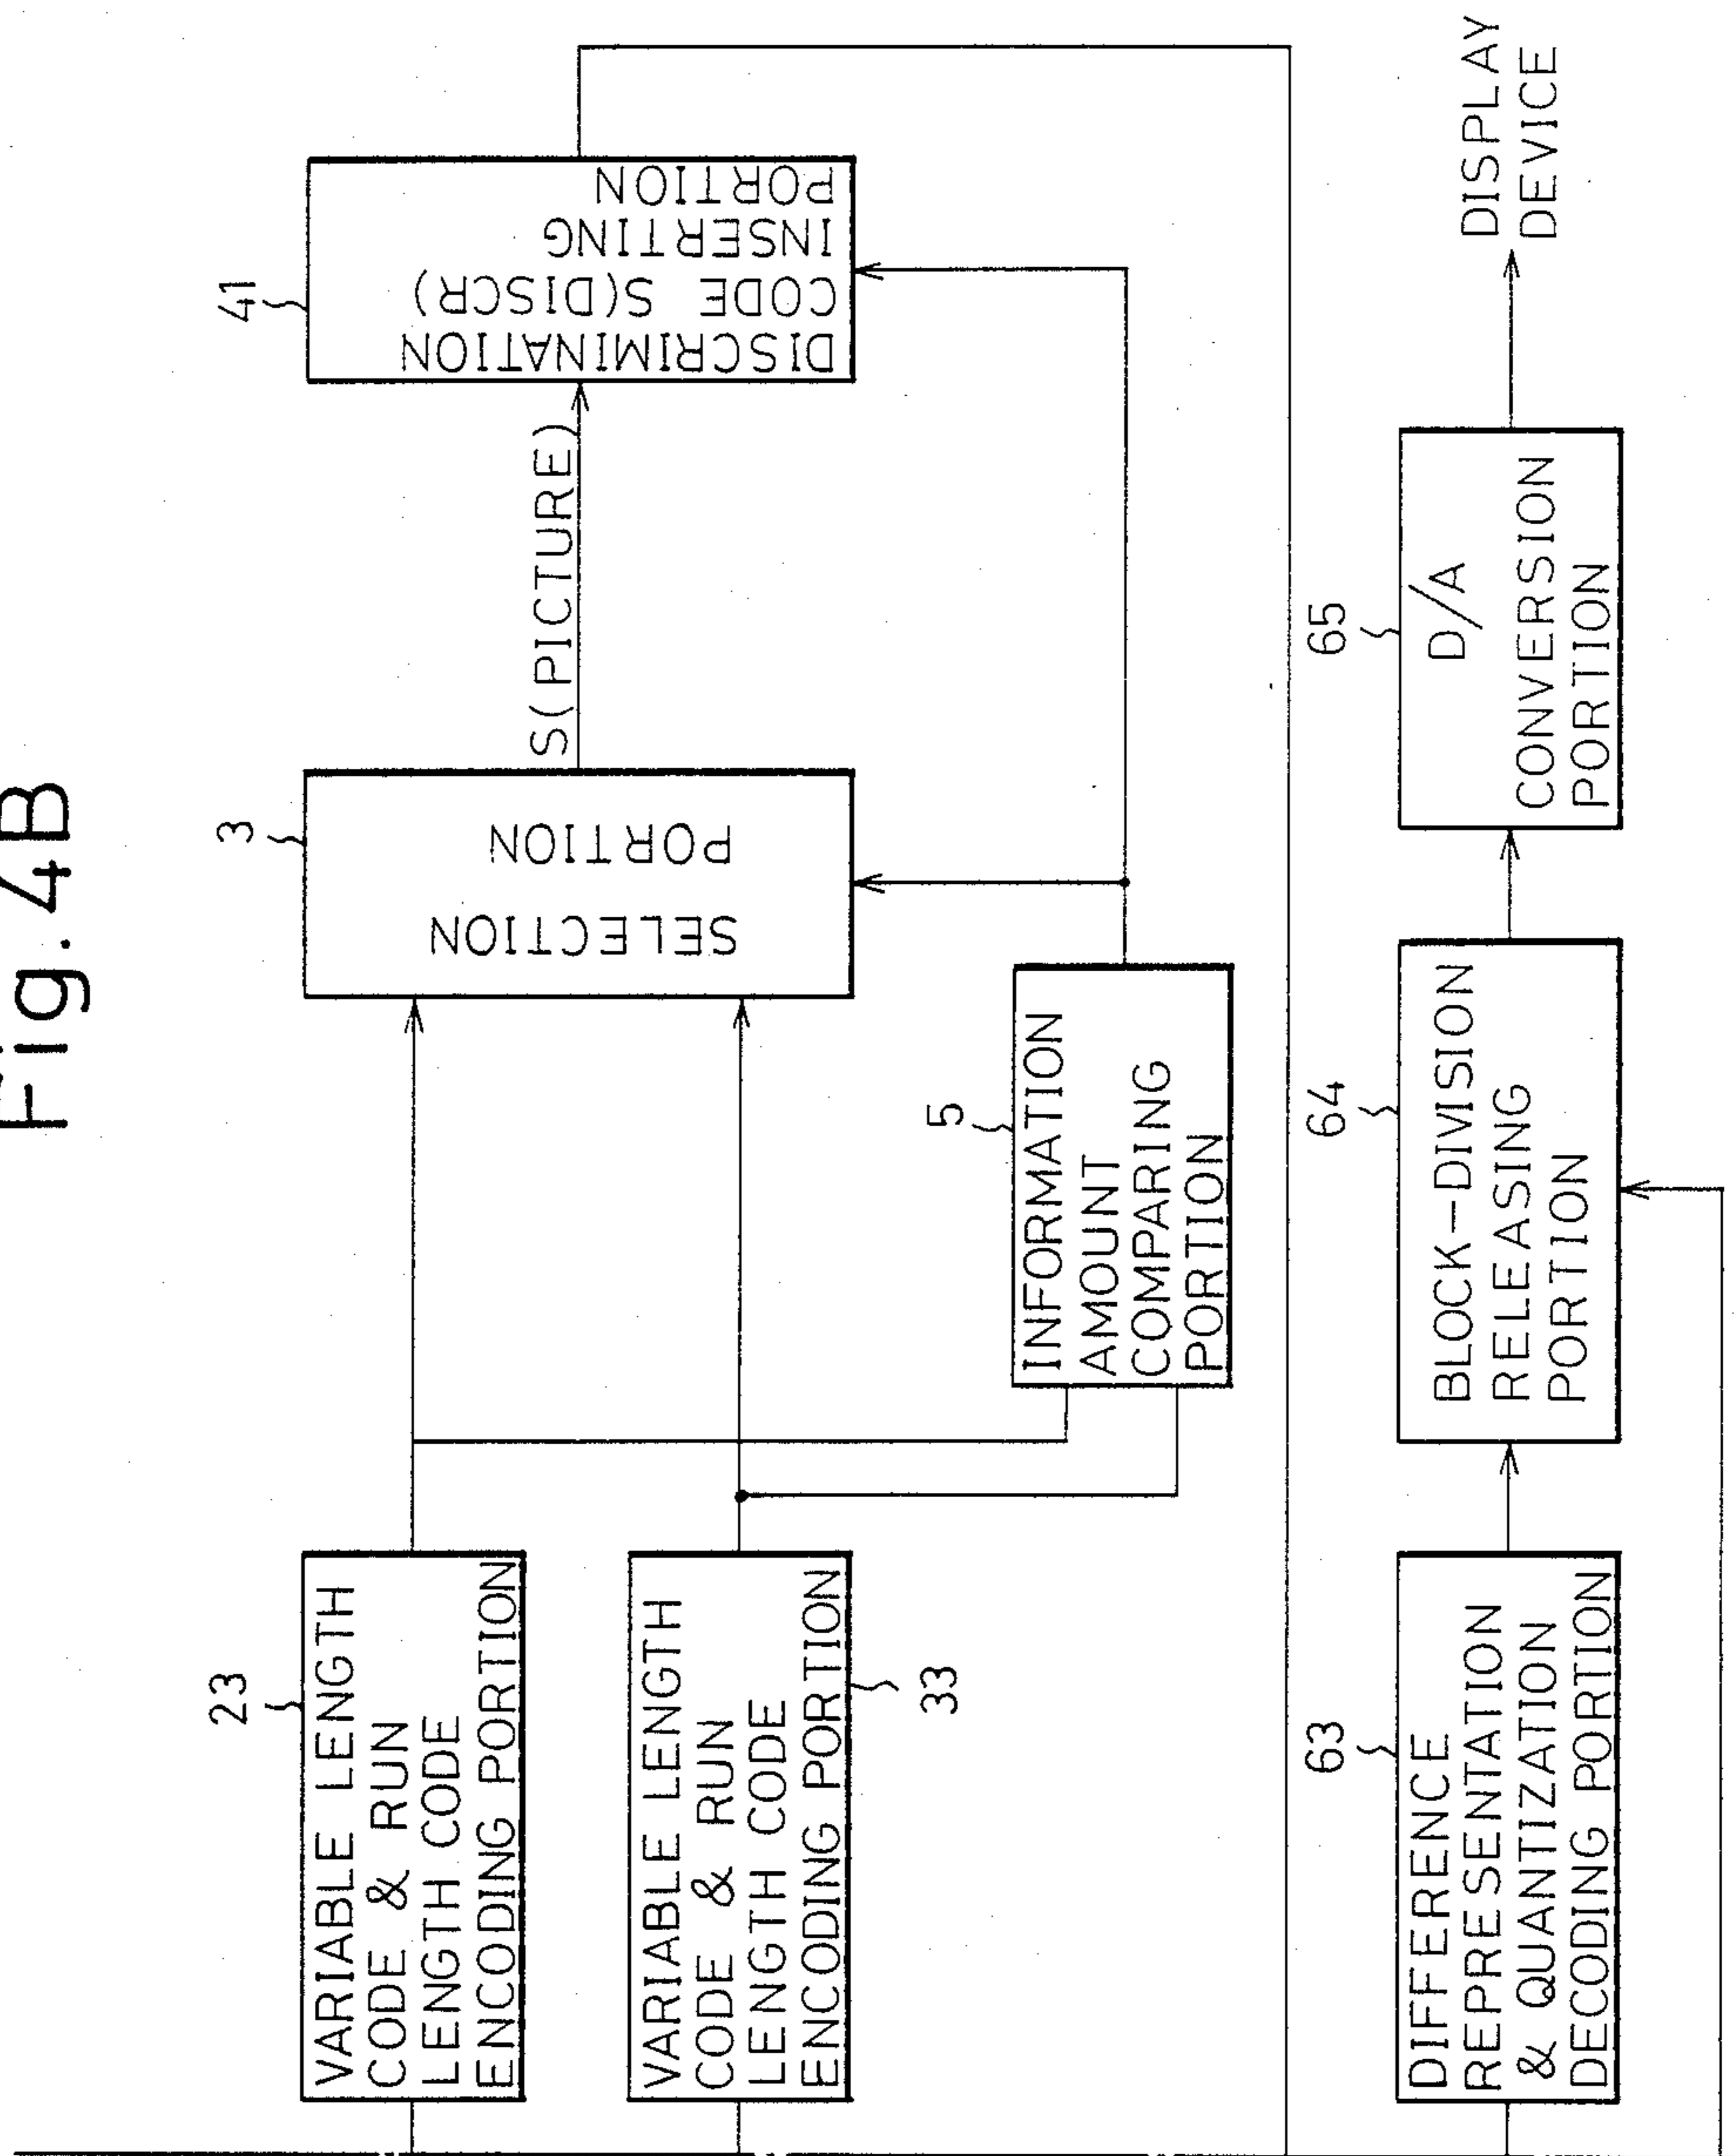 Fig. 4B
23
VARIABLE LENGTH
CODE & RUN
LENGTH CODE
ENCODING PORTION
VARIABLE LENGTH
CODE & RUN
LENGTH CODE
ENCODING PORTION
33
3
SELECTION
PORTION
S(PICTURE)
41
DISCRIMINATION
CODE S(DISCR)
INSERTING
PORTION
5
INFORMATION
AMOUNT
COMPARING
PORTION
63
DIFFERENCE
REPRESENTATION
& QUANTIZATION
DECODING PORTION
64
BLOCK-DIVISION
RELEASING
PORTION
65
D/A
CONVERSION
PORTION
DISPLAY
DEVICE